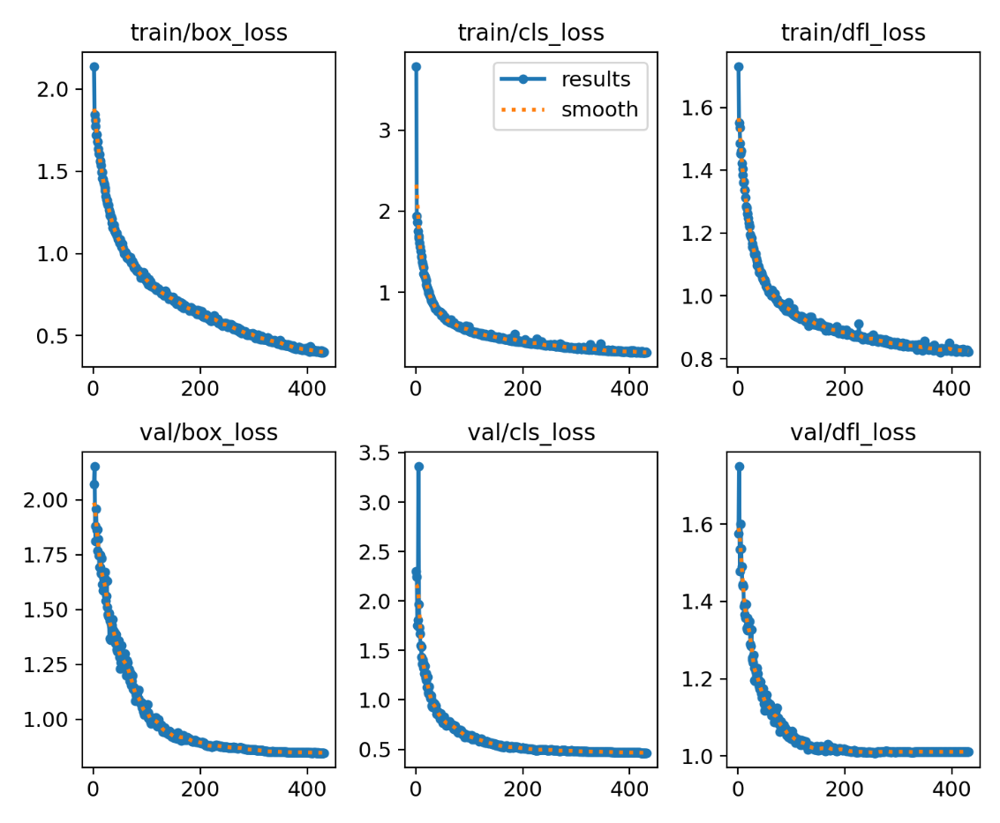 train/box_loss train/cls_loss train/dfl_loss
2.0
1.5
1.0
0.5
0 200 400
results
smooth
3
2
1
0 200 400
1.6
1.4
1.2
1.0
0.8
0 200 400
val/box_loss val/cls_loss val/dfl_loss
2.00
1.75
1.50
1.25
1.00
0 200 400
3.5
3.0
2.5
2.0
1.5
1.0
0.5
0 200 400
1.6
1.4
1.2
1.0
0 200 400